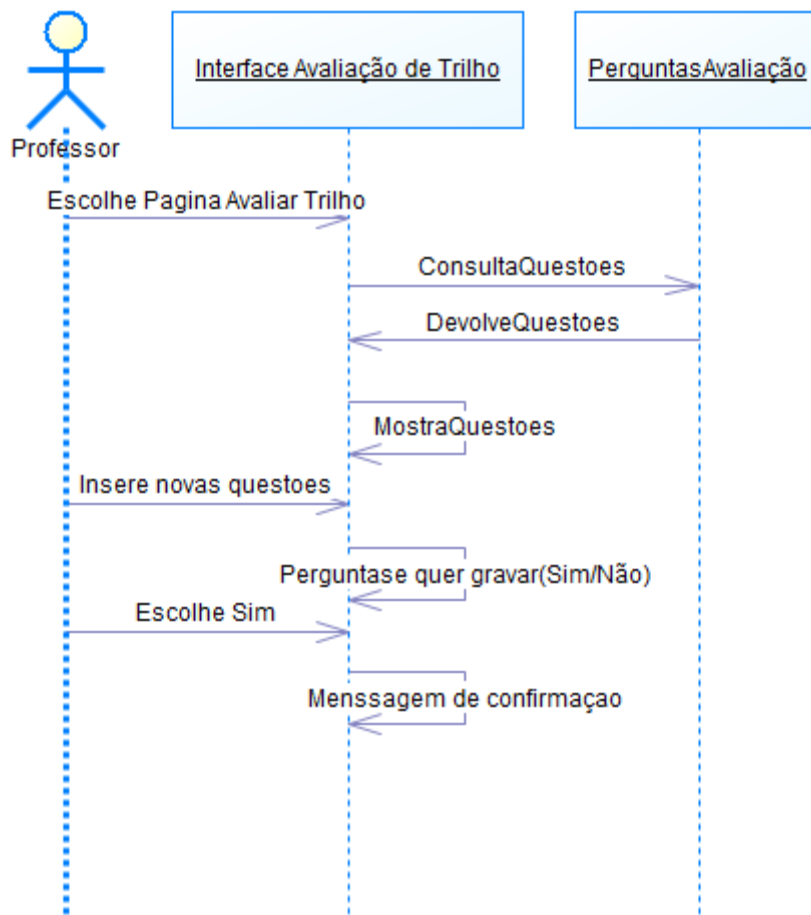 Interface Avaliação de Trilho
PerguntasAvaliação
Professor
Escolhe Pagina Avaliar Trilho
ConsultaQuestoes
DevolveQuestoes
MostraQuestoes
Insere novas questoes
Perguntase quer gravar(Sim/Não)
Escolhe Sim
Menssagem de confirmaçao